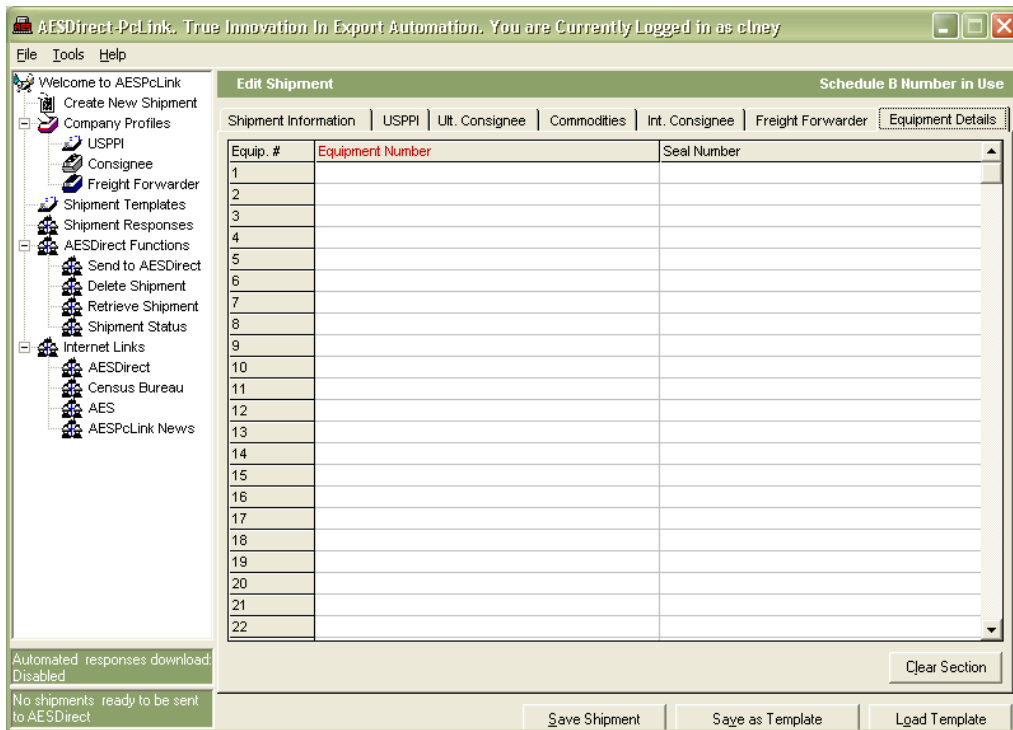 AESDirect-PcLink. True Innovation In Export Automation. You are Currently Logged in as clney
File Tools Help
Welcome to AESPcLink
Create New Shipment
Company Profiles
USPPI
Consignee
Freight Forwarder
Shipment Templates
Shipment Responses
AESDirect Functions
Send to AESDirect
Delete Shipment
Retrieve Shipment
Shipment Status
Internet Links
AESDirect
Census Bureau
AES
AESPcLink News
Automated responses download:
Disabled
No shipments ready to be sent
to AESDirect
Edit Shipment Schedule B Number in Use
Shipment Information USPPI Ult. Consignee Commodities Int. Consignee Freight Forwarder Equipment Details
Equip. # Equipment Number Seal Number
1
2
3
4
5
6
7
8
9
10
11
12
13
14
15
16
17
18
19
20
21
22
Clear Section
Save Shipment Save as Template Load Template